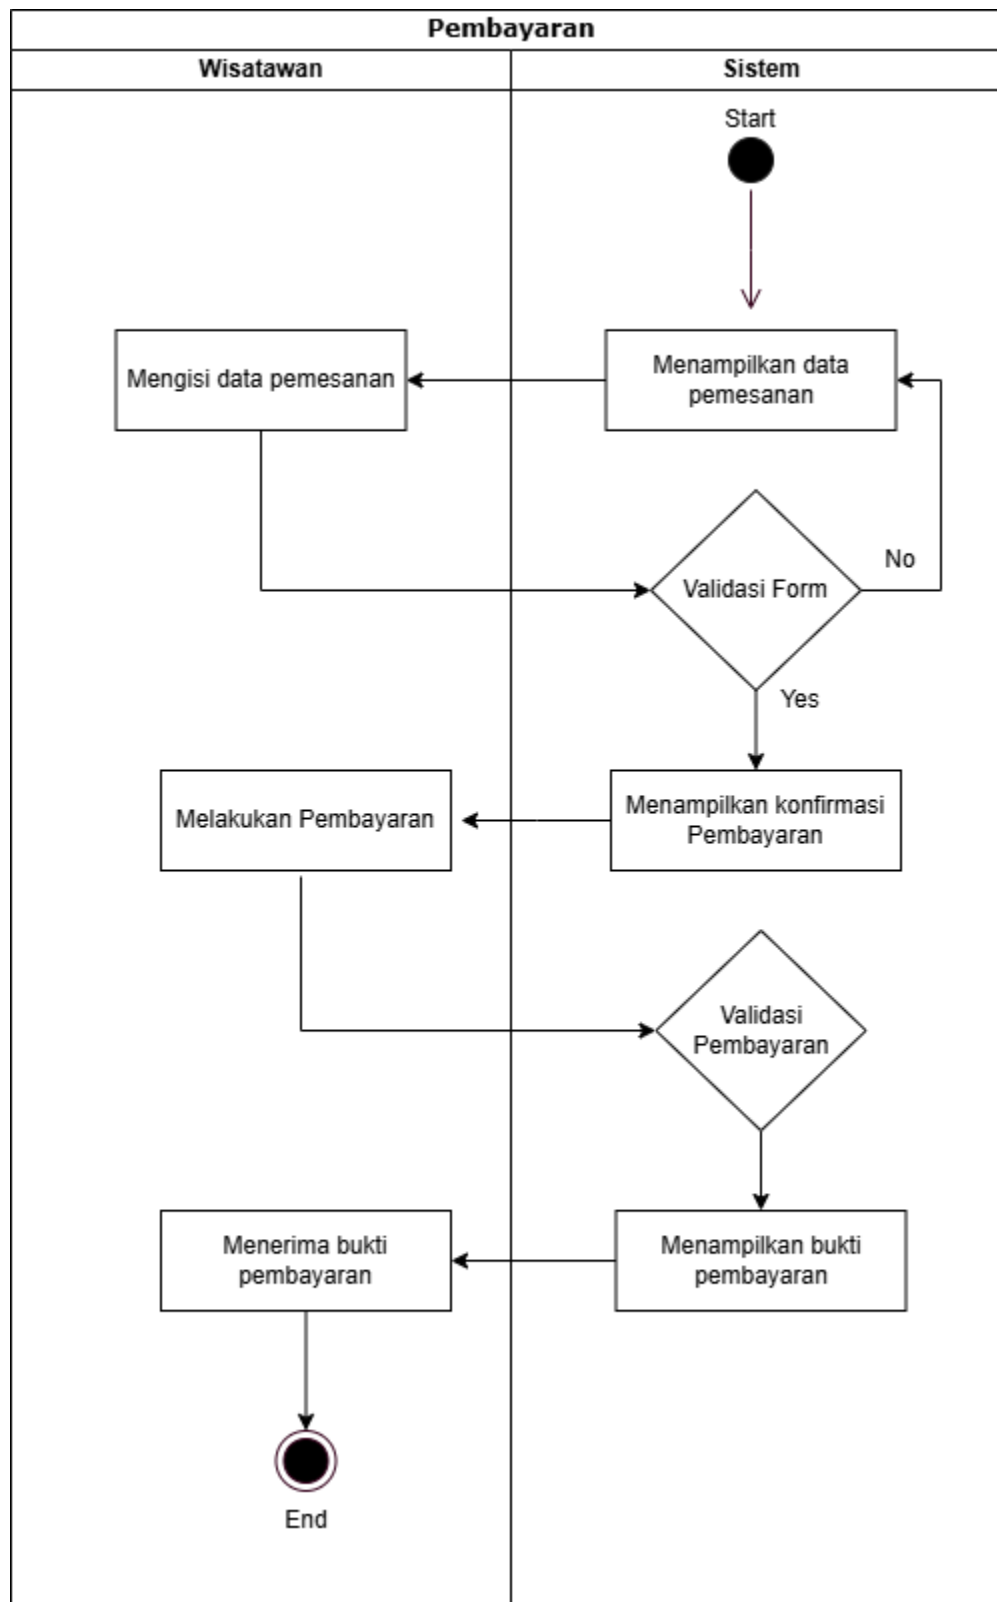 Pembayaran
Wisatawan
Sistem
Start
Mengisi data pemesanan
Menampilkan data
pemesanan
No
Validasi Form
Yes
Melakukan Pembayaran
Menampilkan konfirmasi
Pembayaran
Validasi
Pembayaran
Menerima bukti
pembayaran
Menampilkan bukti
pembayaran
End